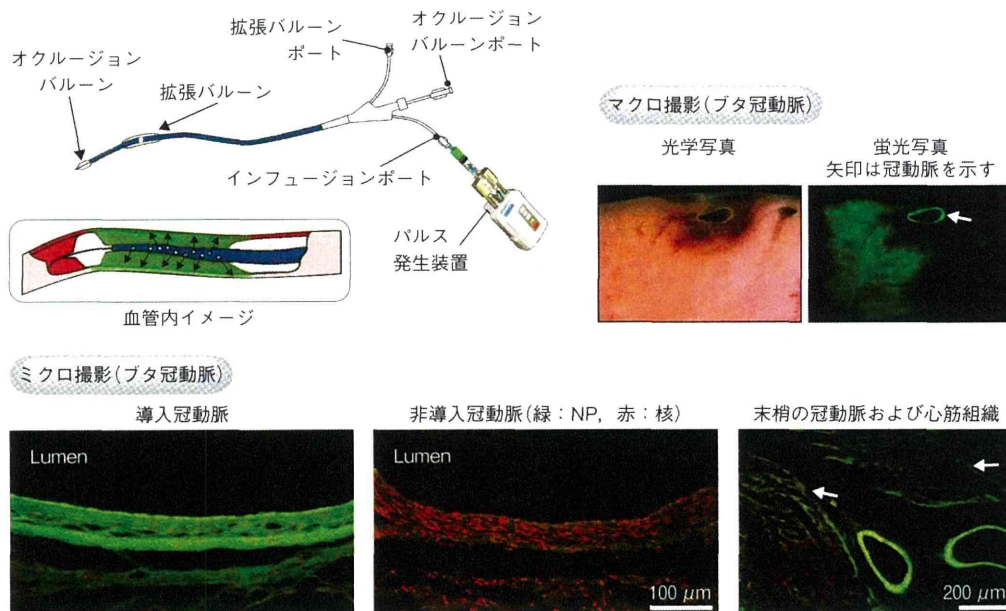 拡張バルーン
ポート
オクルージョン
バルーンポート
オクルージョン
バルーン
拡張バルーン
インフュージョンポート
パルス
発生装置
血管内イメージ
マクロ撮影(ブタ冠動脈)
光学写真
蛍光写真
矢印は冠動脈を示す
ミクロ撮影(ブタ冠動脈)
導入冠動脈
非導入冠動脈(緑：NP，赤：核)
末梢の冠動脈および心筋組織
Lumen
Lumen
100 μm
200 μm